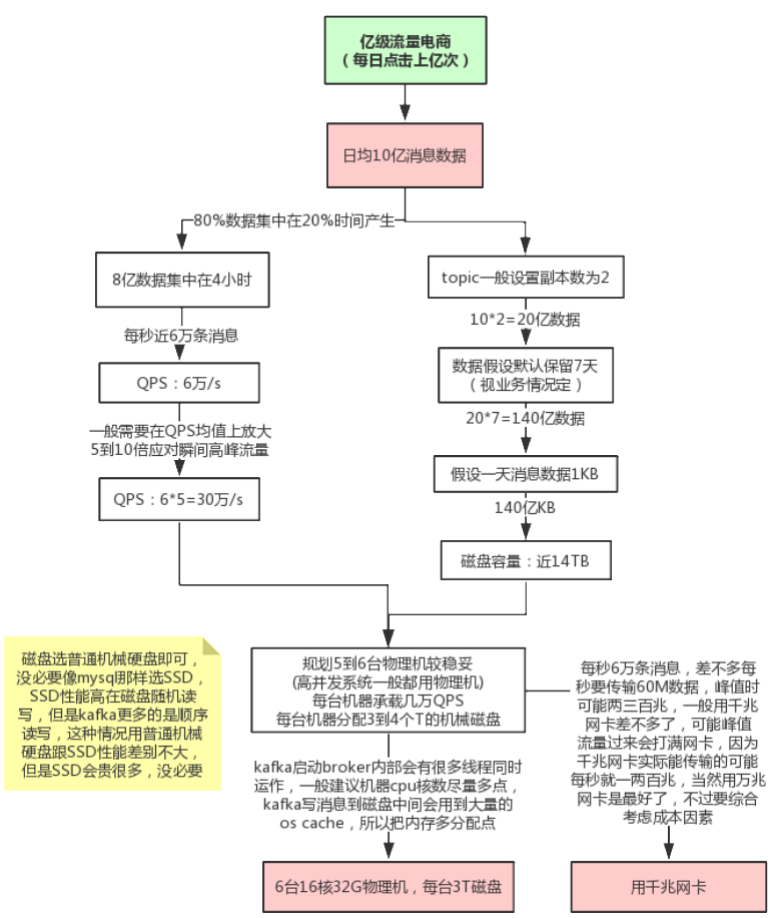 亿级流量电商
（每日点击上亿次）
日均10亿消息数据
80%数据集中在20%时间产生
8亿数据集中在4小时
每秒近6万条消息
QPS：6万/s
一般需要在QPS均值上放大
5到10倍应对瞬间高峰流量
QPS：6*5=30万/s
topic一般设置副本数为2
10*2=20亿数据
数据假设默认保留7天
（视业务情况定）
20*7=140亿数据
假设一天消息数据1KB
140亿KB
磁盘容量：近14TB
磁盘选普通机械硬盘即可，
没必要像mysql那样选SSD，
SSD性能高在磁盘随机读
写，但是kafka更多的是顺序
读写，这种情况用普通机械
硬盘跟SSD性能差别不大，
但是SSD会贵很多，没必要
规划5到6台物理机较稳妥
(高并发系统一般都用物理机)
每台机器承载几万QPS
每台机器分配3到4个T的机械磁盘
kafka启动broker内部会有很多线程同时
运作，一般建议机器cpu核数尽量多点，
kafka写消息到磁盘中间会用到大量的
os cache，所以把内存多分配点
6台16核32G物理机，每台3T磁盘
每秒6万条消息，差不多每
秒要传输60M数据，峰值时
可能两三百兆，一般用千兆
网卡差不多了，可能峰值
流量过来会打满网卡，因为
千兆网卡实际能传输的可能
每秒就一两百兆，当然用万兆
网卡是最好了，不过要综合
考虑成本因素
用千兆网卡